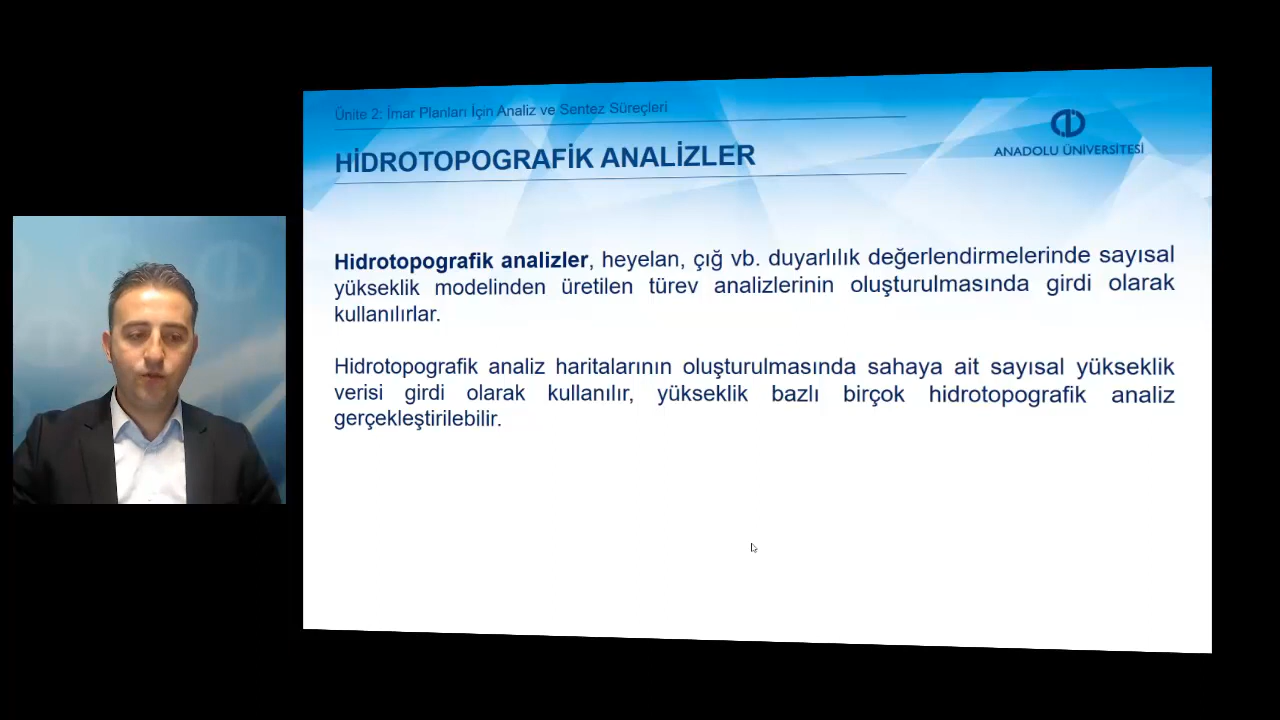 Ünite 2: İmar Planları İçin Analiz ve Sentez Süreçleri
HİDROTOPOGRAFİK ANALİZLER
ANADOLU ÜNİVERSİTESİ
Hidrotopografik analizler, heyelan, çığ vb. duyarlılık değerlendirmelerinde sayısal
yükseklik modelinden üretilen türev analizlerinin oluşturulmasında girdi olarak
kullanılırlar.
Hidrotopografik analiz haritalarının oluşturulmasında sahaya ait sayısal yükseklik
verisi girdi olarak kullanılır, yükseklik bazlı birçok hidrotopografik analiz
gerçekleştirilebilir.